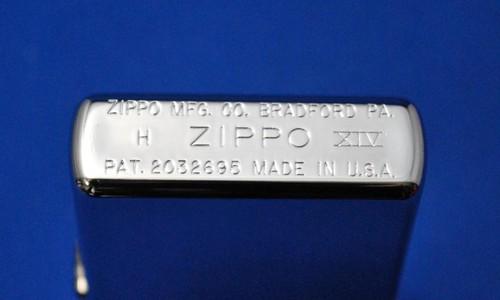 ZIPPO MFG. CO. BRADFORD PA.
H ZIPPO XIV
PAT. 2032695 MADE IN U.S.A.